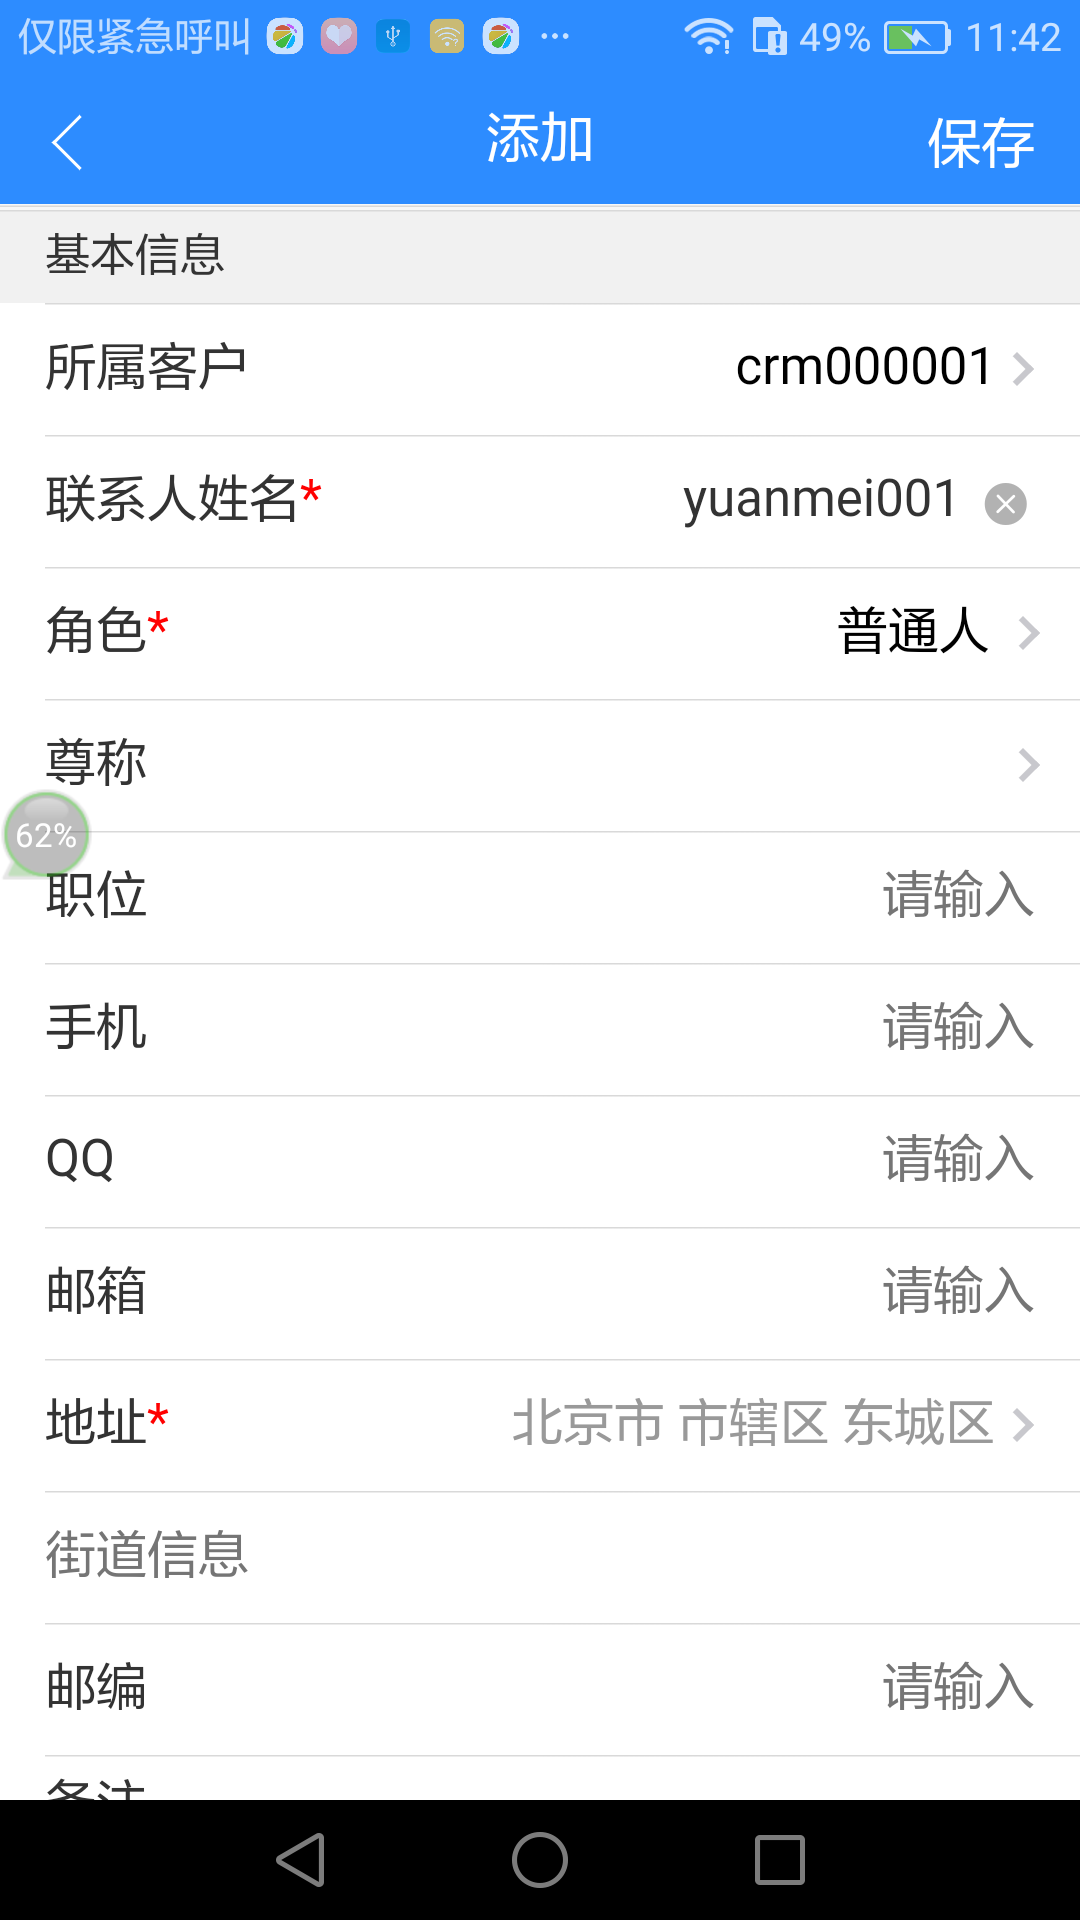 仅限紧急呼叫 ... 49% 11:42
添加 保存
基本信息
所属客户 crm000001
联系人姓名* yuanmei001
角色* 普通人
尊称
62%
职位 请输入
手机 请输入
QQ 请输入
邮箱 请输入
地址* 北京市 市辖区 东城区
街道信息
邮编 请输入
备注